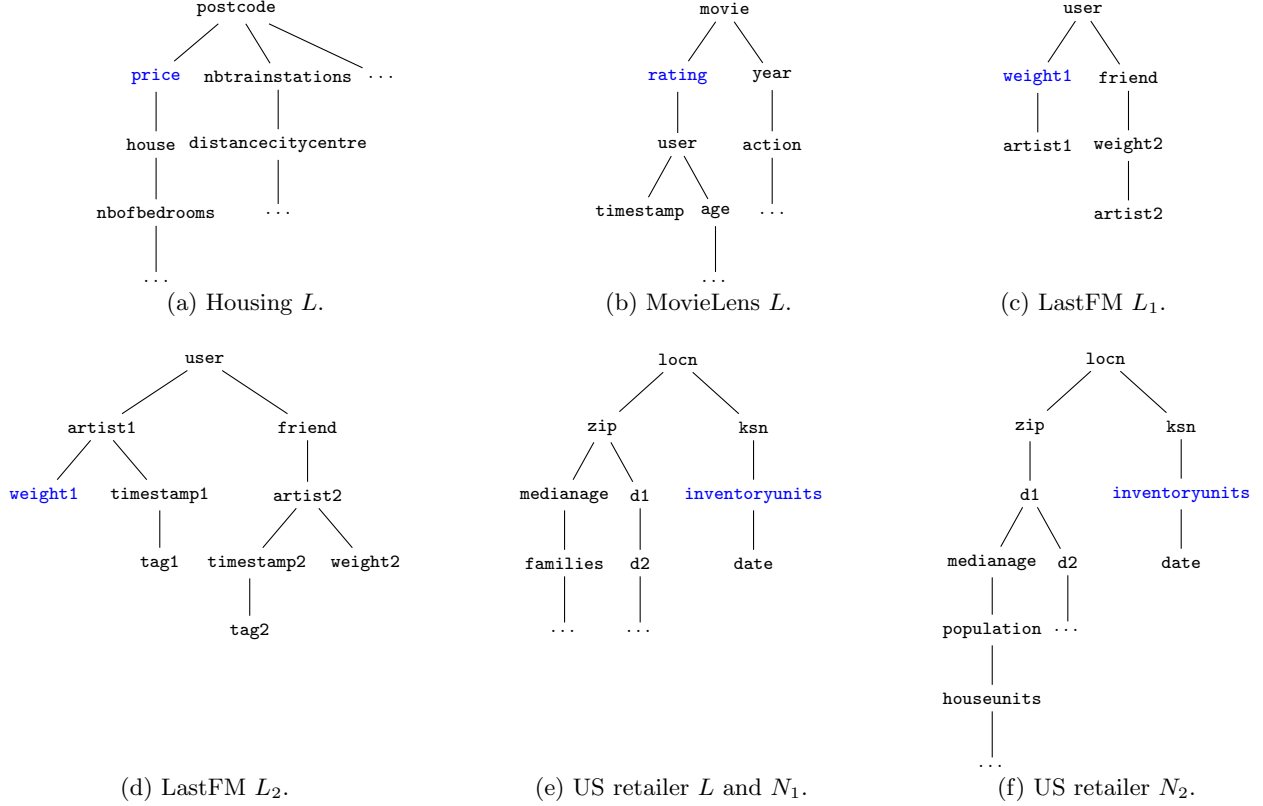 postcode
price nbtrainstations ...
house distancecitycentre
nbofbedrooms ...
...
(a) Housing L.
movie
rating year
user action
timestamp age ...
...
(b) MovieLens L.
user
weight1 friend
artist1 weight2
artist2
(c) LastFM L1.
user
artist1 friend
weight1 timestamp1 artist2
tag1 timestamp2 weight2
tag2
(d) LastFM L2.
locn
zip ksn
medianage d1 inventoryunits
families d2 date
... ...
(e) US retailer L and N1.
locn
zip ksn
d1 inventoryunits
medianage d2 date
population ...
houseunits
...
(f) US retailer N2.